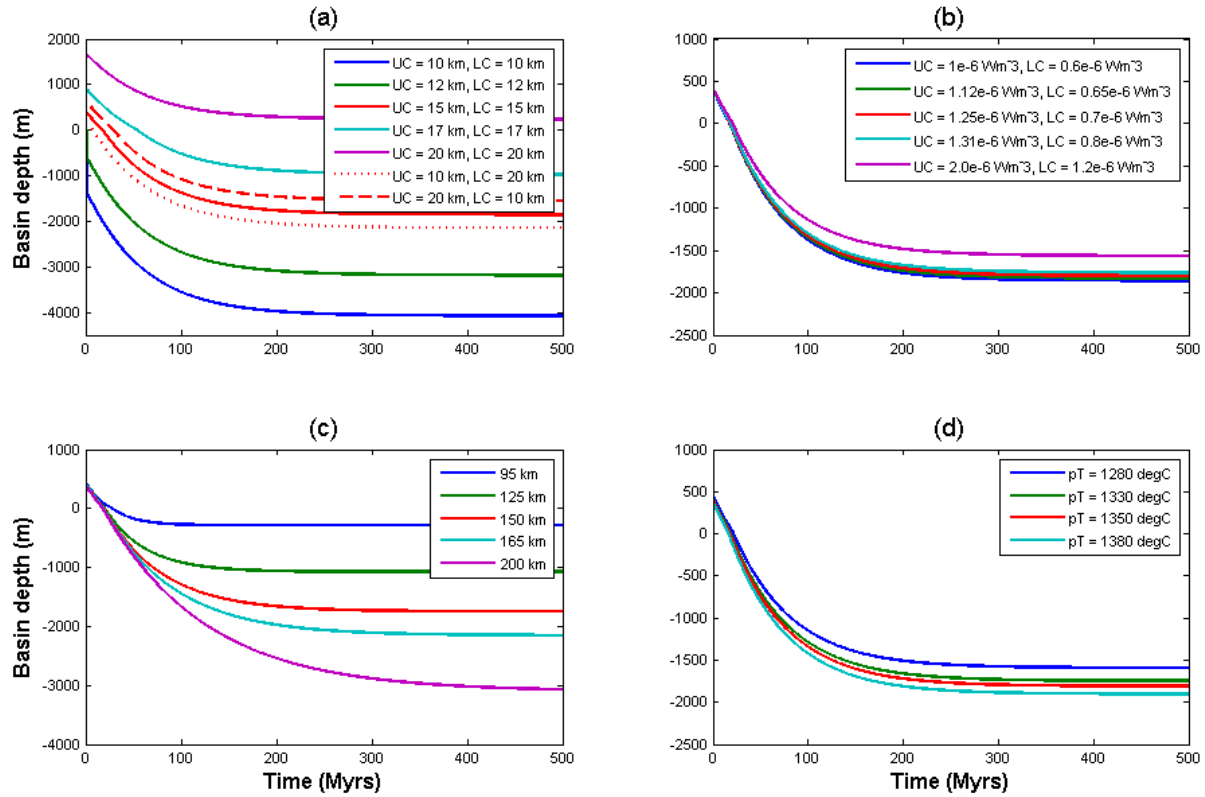 (a)
Basin depth (m)
2000
1000
0
-1000
-2000
-3000
-4000
UC = 10 km, LC = 10 km
UC = 12 km, LC = 12 km
UC = 15 km, LC = 15 km
UC = 17 km, LC = 17 km
UC = 20 km, LC = 20 km
UC = 10 km, LC = 20 km
UC = 20 km, LC = 10 km
0 100 200 300 400 500
(b)
1000
500
0
-500
-1000
-1500
-2000
-2500
UC = 1e-6 Wm^3, LC = 0.6e-6 Wm^3
UC = 1.12e-6 Wm^3, LC = 0.65e-6 Wm^3
UC = 1.25e-6 Wm^3, LC = 0.7e-6 Wm^3
UC = 1.31e-6 Wm^3, LC = 0.8e-6 Wm^3
UC = 2.0e-6 Wm^3, LC = 1.2e-6 Wm^3
0 100 200 300 400 500
(c)
Basin depth (m)
1000
0
-1000
-2000
-3000
-4000
95 km
125 km
150 km
165 km
200 km
0 100 200 300 400 500
Time (Myrs)
(d)
1000
500
0
-500
-1000
-1500
-2000
-2500
pT = 1280 degC
pT = 1330 degC
pT = 1350 degC
pT = 1380 degC
0 100 200 300 400 500
Time (Myrs)